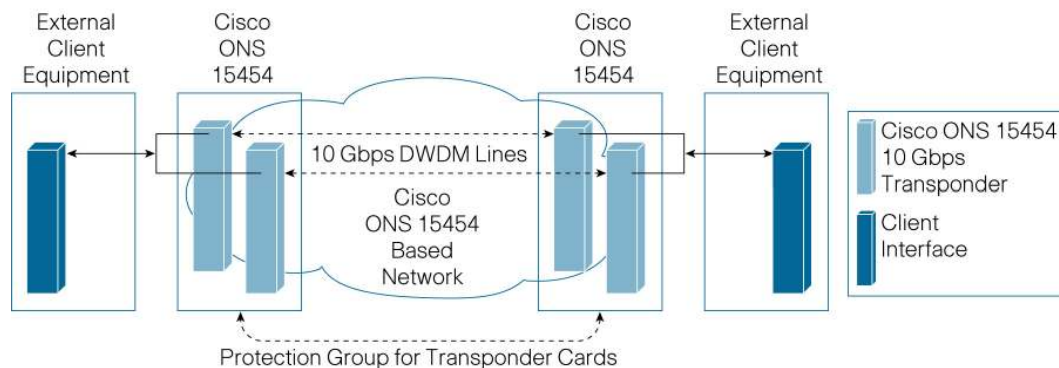 External
Client
Equipment
Cisco
ONS
15454
Cisco
ONS
15454
External
Client
Equipment
10 Gbps DWDM Lines
Cisco
ONS 15454
Based
Network
Cisco ONS 15454
10 Gbps
Transponder
Client
Interface
Protection Group for Transponder Cards